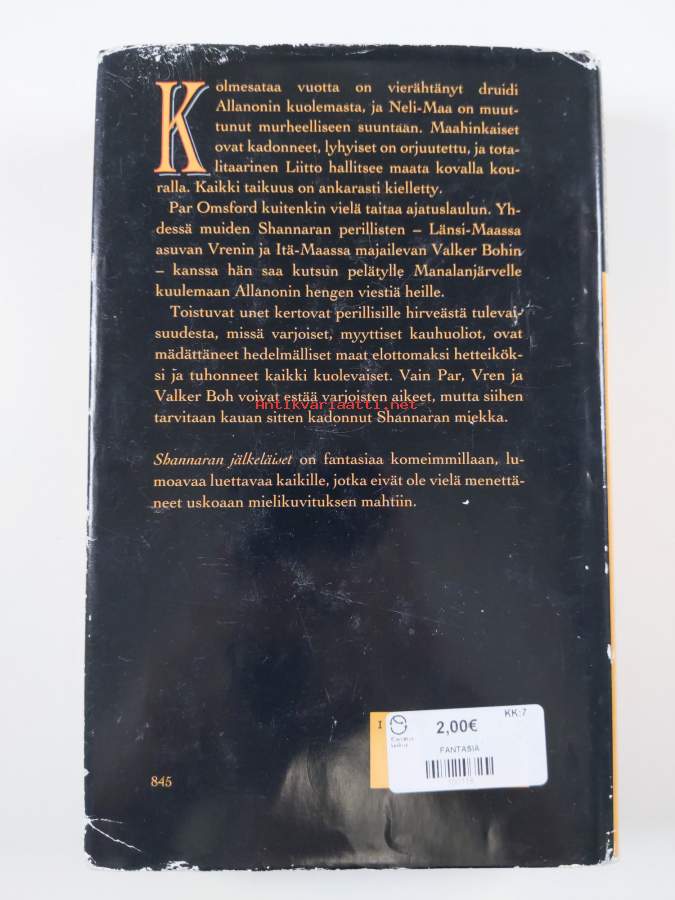 Kolmesataa vuotta on vierähtänyt druidi
Allanonin kuolemasta, ja Neli-Maa on muut-
tunut murheelliseen suuntaan. Maahinkaiset
ovat kadonneet, lyhyiset on orjuutettu, ja tota-
litaarinen Liitto hallitsee maata kovalla kou-
ralla. Kaikki taikuus on ankarasti kielletty.
Par Omsford kuitenkin vielä taitaa ajatuslaulun. Yh-
dessä muiden Shannaran perillisten – Länsi-Maassa
asuvan Vrenin ja Itä-Maassa majailevan Valker Bohin
– kanssa hän saa kutsun pelätylle Manalanjärvelle
kuulemaan Allanonin hengen viestiä heille.
Toistuvat unet kertovat perillisille hirveästä tulevai-
suudesta, missä varjoiset, myyttiset kauhuoliot, ovat
mädättäneet hedelmälliset maat elottomaksi hetteikök-
si ja tuhonneet kaikki kuolevaiset. Vain Par, Vren ja
Valker Boh voivat estää varjoisten aikeet, mutta siihen
Antikvariaatti.net
tarvitaan kauan sitten kadonnut Shannaran miekka.
Shannaran jälkeläiset on fantasiaa komeimmillaan, lu-
moavaa luettavaa kaikille, jotka eivät ole vielä menettä-
neet uskoaan mielikuvituksen mahtiin.
I
KK:7
2,00€
FANTASIA
845